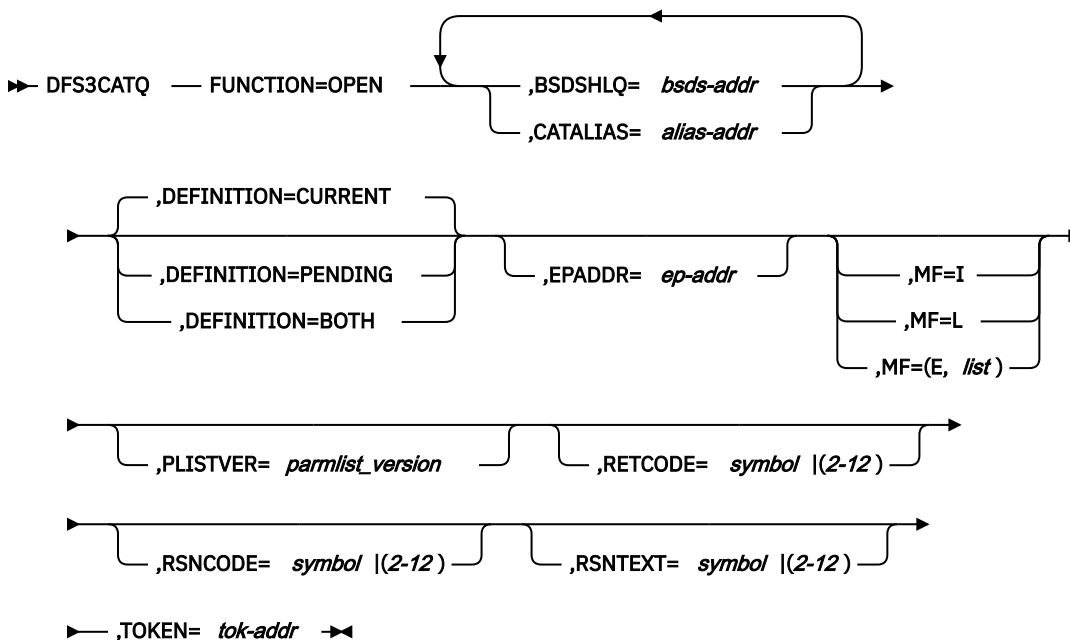 DFS3CATQ FUNCTION=OPEN ,BSDSHLQ= bsds-addr
,CATALIAS= alias-addr
,DEFINITION=CURRENT
,DEFINITION=PENDING ,EPADDR= ep-addr ,MF=I
,DEFINITION=BOTH ,MF=L
,MF=(E, list )
,PLISTVER= parmlist_version ,RETCODE= symbol |(2-12 )
,RSNCODE= symbol |(2-12 ) ,RSNTEXT= symbol |(2-12 )
,TOKEN= tok-addr